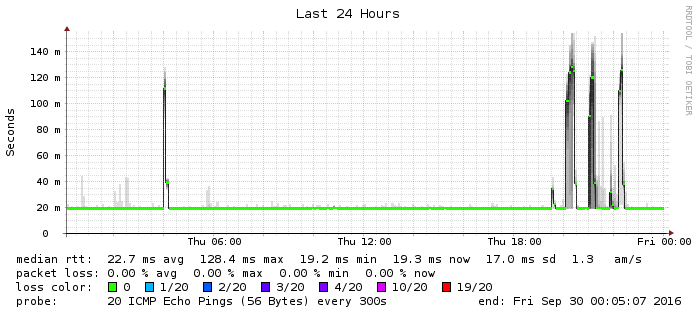 Last 24 Hours
RRDTOOL / TOBI OETIKER
Seconds
140 m
120 m
100 m
80 m
60 m
40 m
20 m
0
Thu 06:00 Thu 12:00 Thu 18:00 Fri 00:00
median rtt: 22.7 ms avg 128.4 ms max 19.2 ms min 19.3 ms now 17.0 ms sd 1.3 am/s
packet loss: 0.00 % avg 0.00 % max 0.00 % min 0.00 % now
loss color: 0 1/20 2/20 3/20 4/20 10/20 19/20
probe: 20 ICMP Echo Pings (56 Bytes) every 300s end: Fri Sep 30 00:05:07 2016